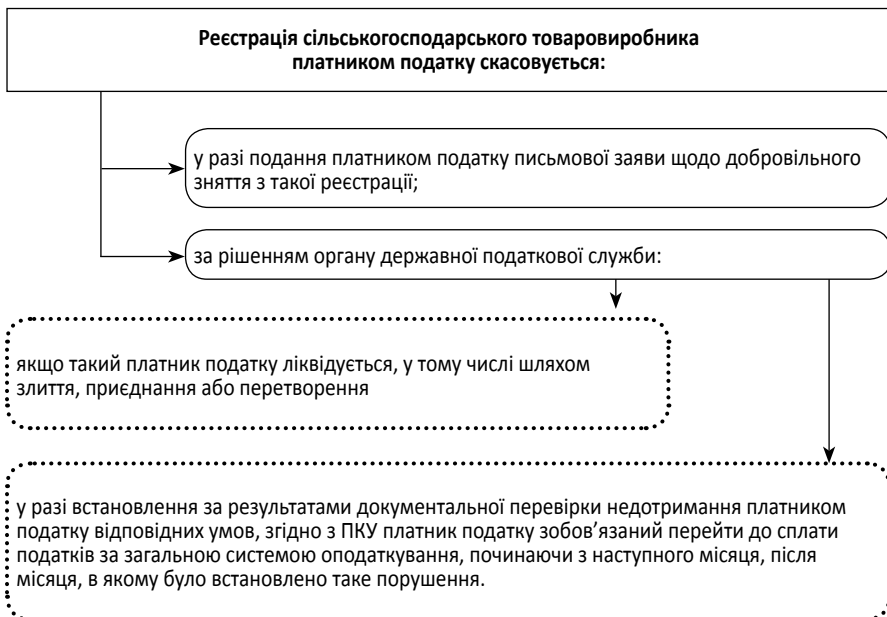 Реєстрація сільськогосподарського товаровиробника
платником податку скасовується:
у разі подання платником податку письмової заяви щодо добровільного
зняття з такої реєстрації;
за рішенням органу державної податкової служби:
якщо такий платник податку ліквідується, у тому числі шляхом
злиття, приєднання або перетворення
у разі встановлення за результатами документальної перевірки недотримання платником
податку відповідних умов, згідно з ПКУ платник податку зобов’язаний перейти до сплати
податків за загальною системою оподаткування, починаючи з наступного місяця, після
місяця, в якому було встановлено таке порушення.